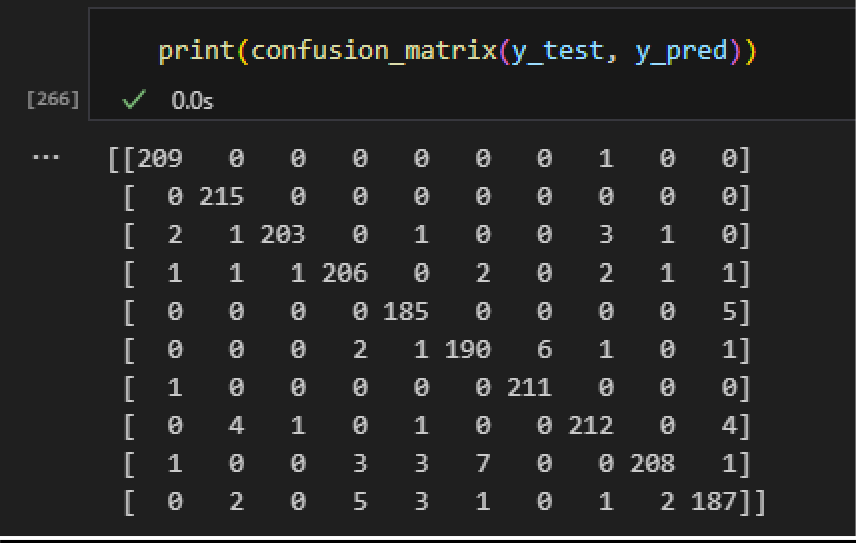 print(confusion_matrix(y_test, y_pred))
[266] ✓ 0.0s
... [[209 0 0 0 0 0 0 1 0 0]
[ 0 215 0 0 0 0 0 0 0 0]
[ 2 1 203 0 1 0 0 3 1 0]
[ 1 1 1 206 0 2 0 2 1 1]
[ 0 0 0 0 185 0 0 0 0 5]
[ 0 0 0 2 1 190 6 1 0 1]
[ 1 0 0 0 0 0 211 0 0 0]
[ 0 4 1 0 1 0 0 212 0 4]
[ 1 0 0 3 3 7 0 0 208 1]
[ 0 2 0 5 3 1 0 1 2 187]]